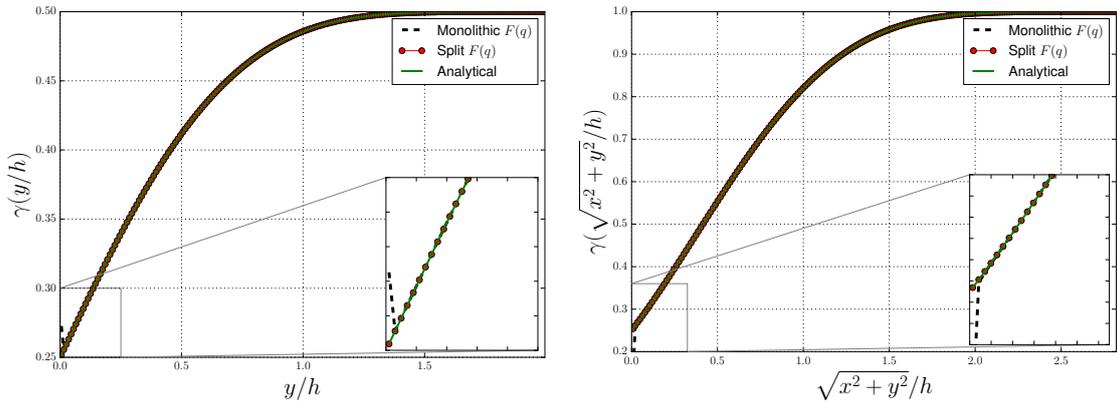 0.50
0.45
0.40
0.35
0.30
0.25
γ(y/h)
0.0 0.5 1.0 1.5
y/h
Monolithic F(q)
Split F(q)
Analytical
1.0
0.9
0.8
0.7
0.6
0.5
0.4
0.3
0.2
γ(√x² + y²/h)
0.0 0.5 1.0 1.5 2.0 2.5
√x² + y²/h
Monolithic F(q)
Split F(q)
Analytical